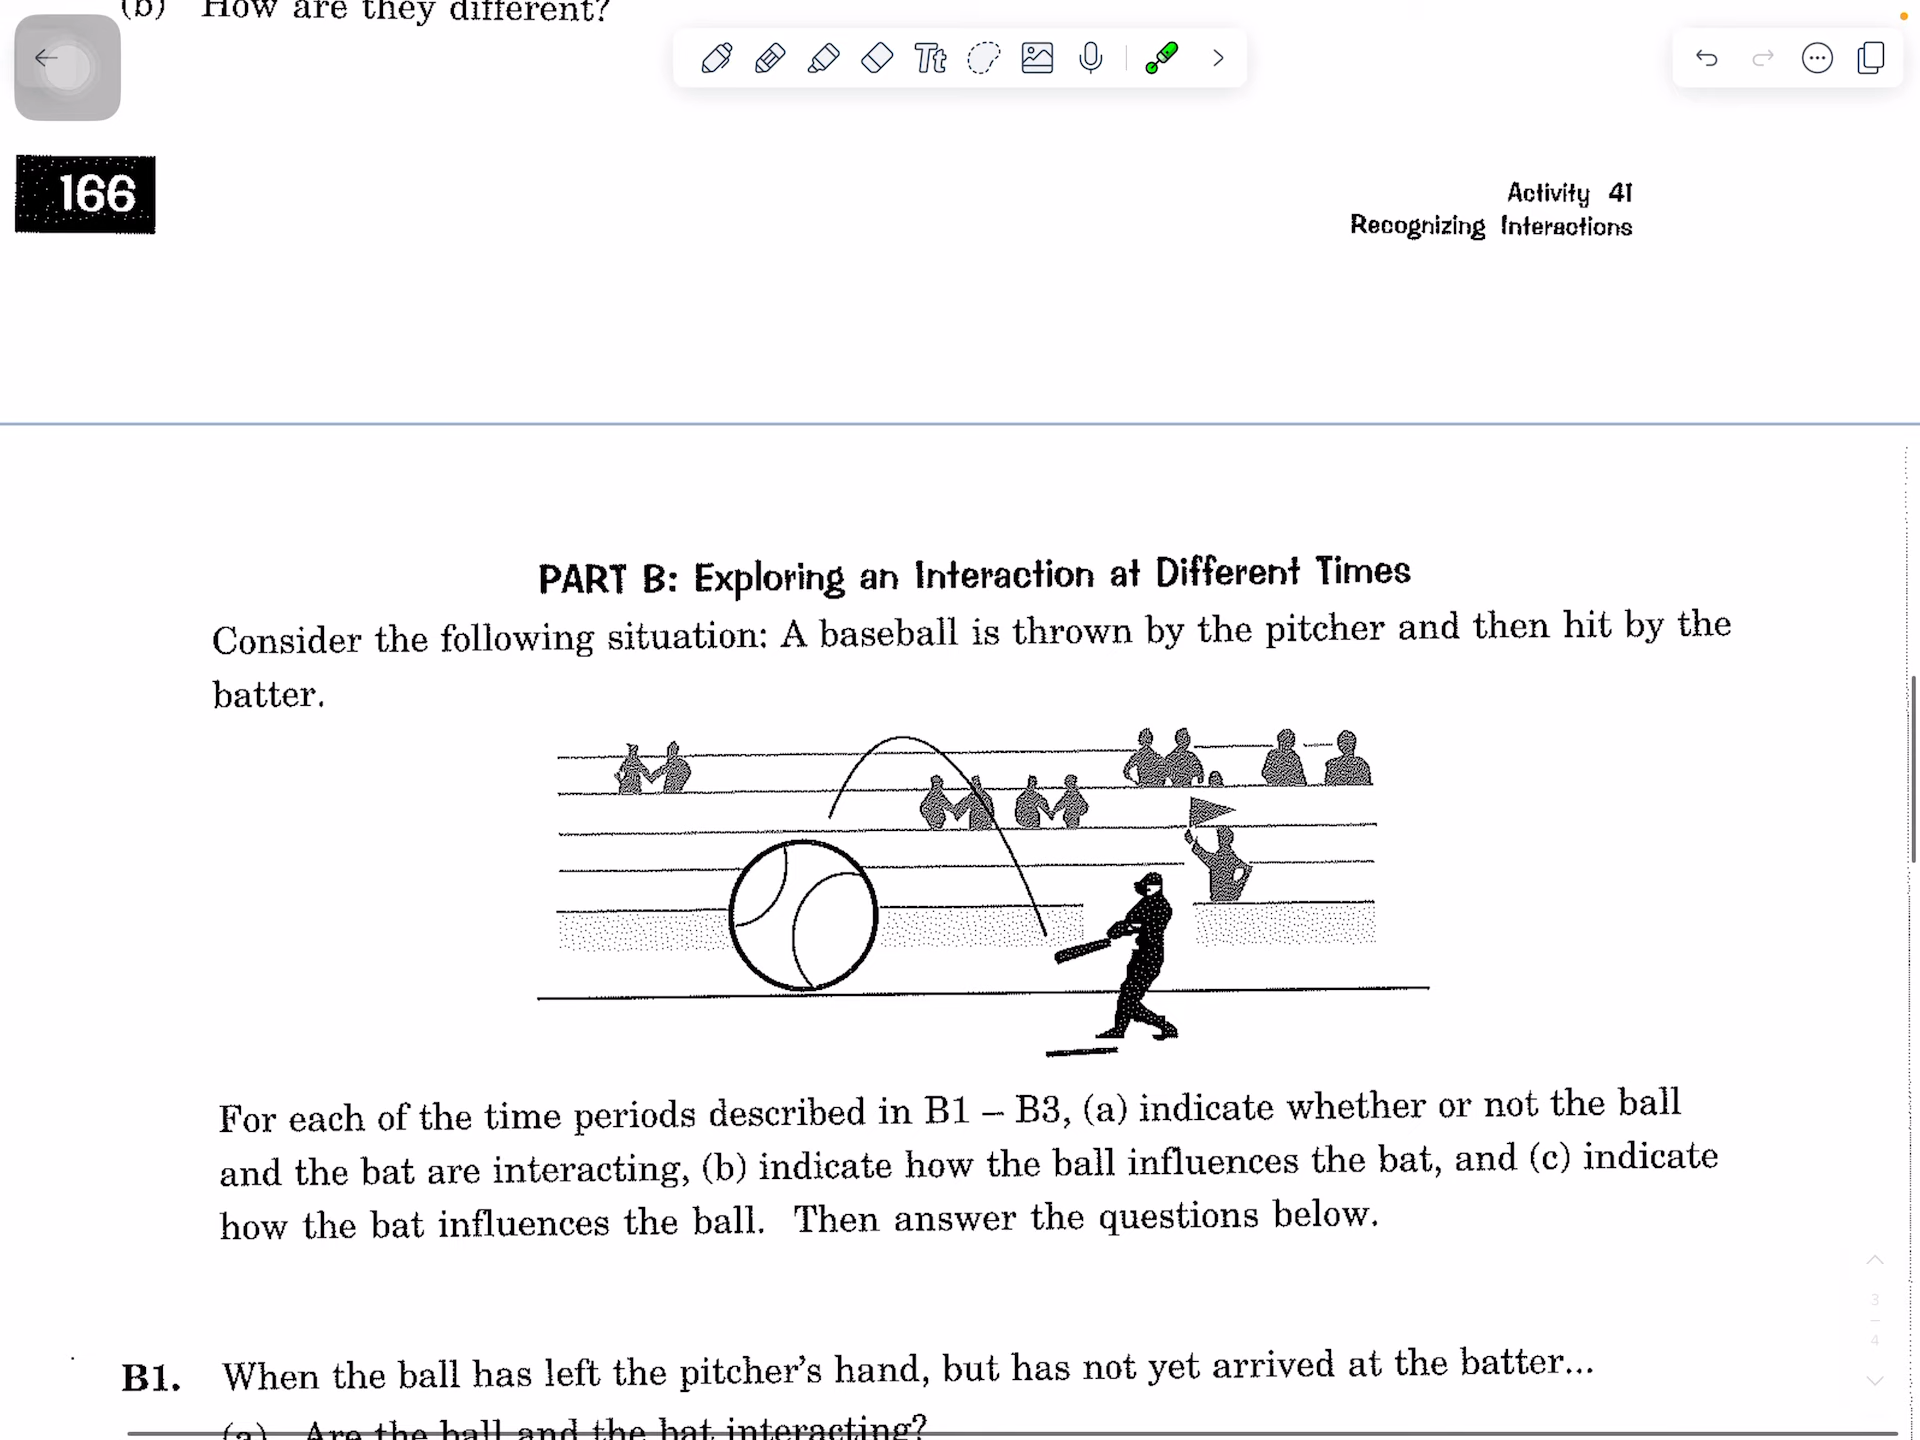 (b) How are they different?
Tt
166
Activity 41
Recognizing Interactions
PART B: Exploring an Interaction at Different Times
Consider the following situation: A baseball is thrown by the pitcher and then hit by the
batter.
For each of the time periods described in B1 – B3, (a) indicate whether or not the ball
and the bat are interacting, (b) indicate how the ball influences the bat, and (c) indicate
how the bat influences the ball. Then answer the questions below.
3
4
B1. When the ball has left the pitcher's hand, but has not yet arrived at the batter...
(a) Are the ball and the bat interacting?